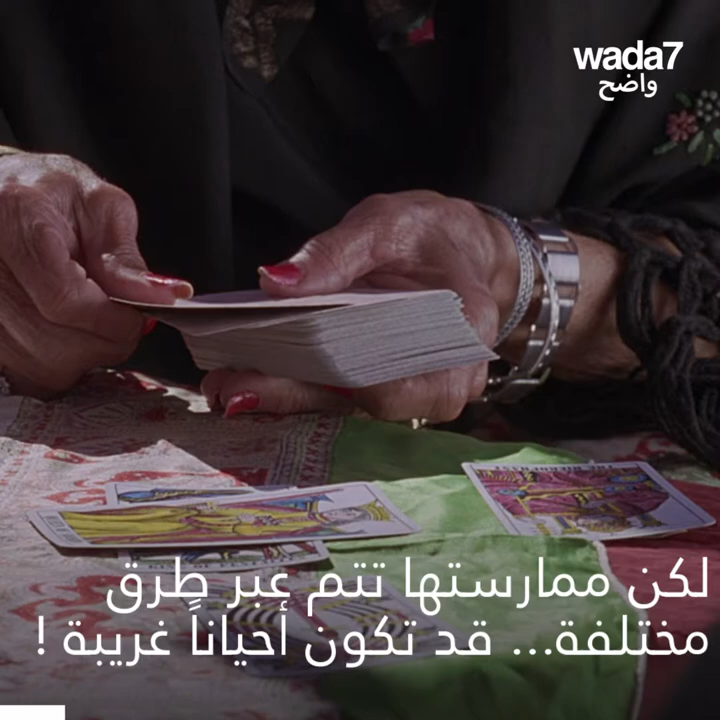 wada7
واضح
لكن ممارستها تتم عبر طرق
مختلفة... قد تكون أحياناً غريبة !